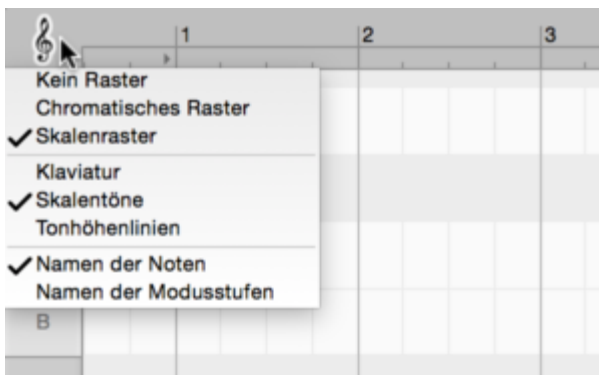 1 2 3
Kein Raster
Chromatisches Raster
Skalenraster
Klaviatur
Skalentöne
Tonhöhenlinien
Namen der Noten
Namen der Modusstufen
B